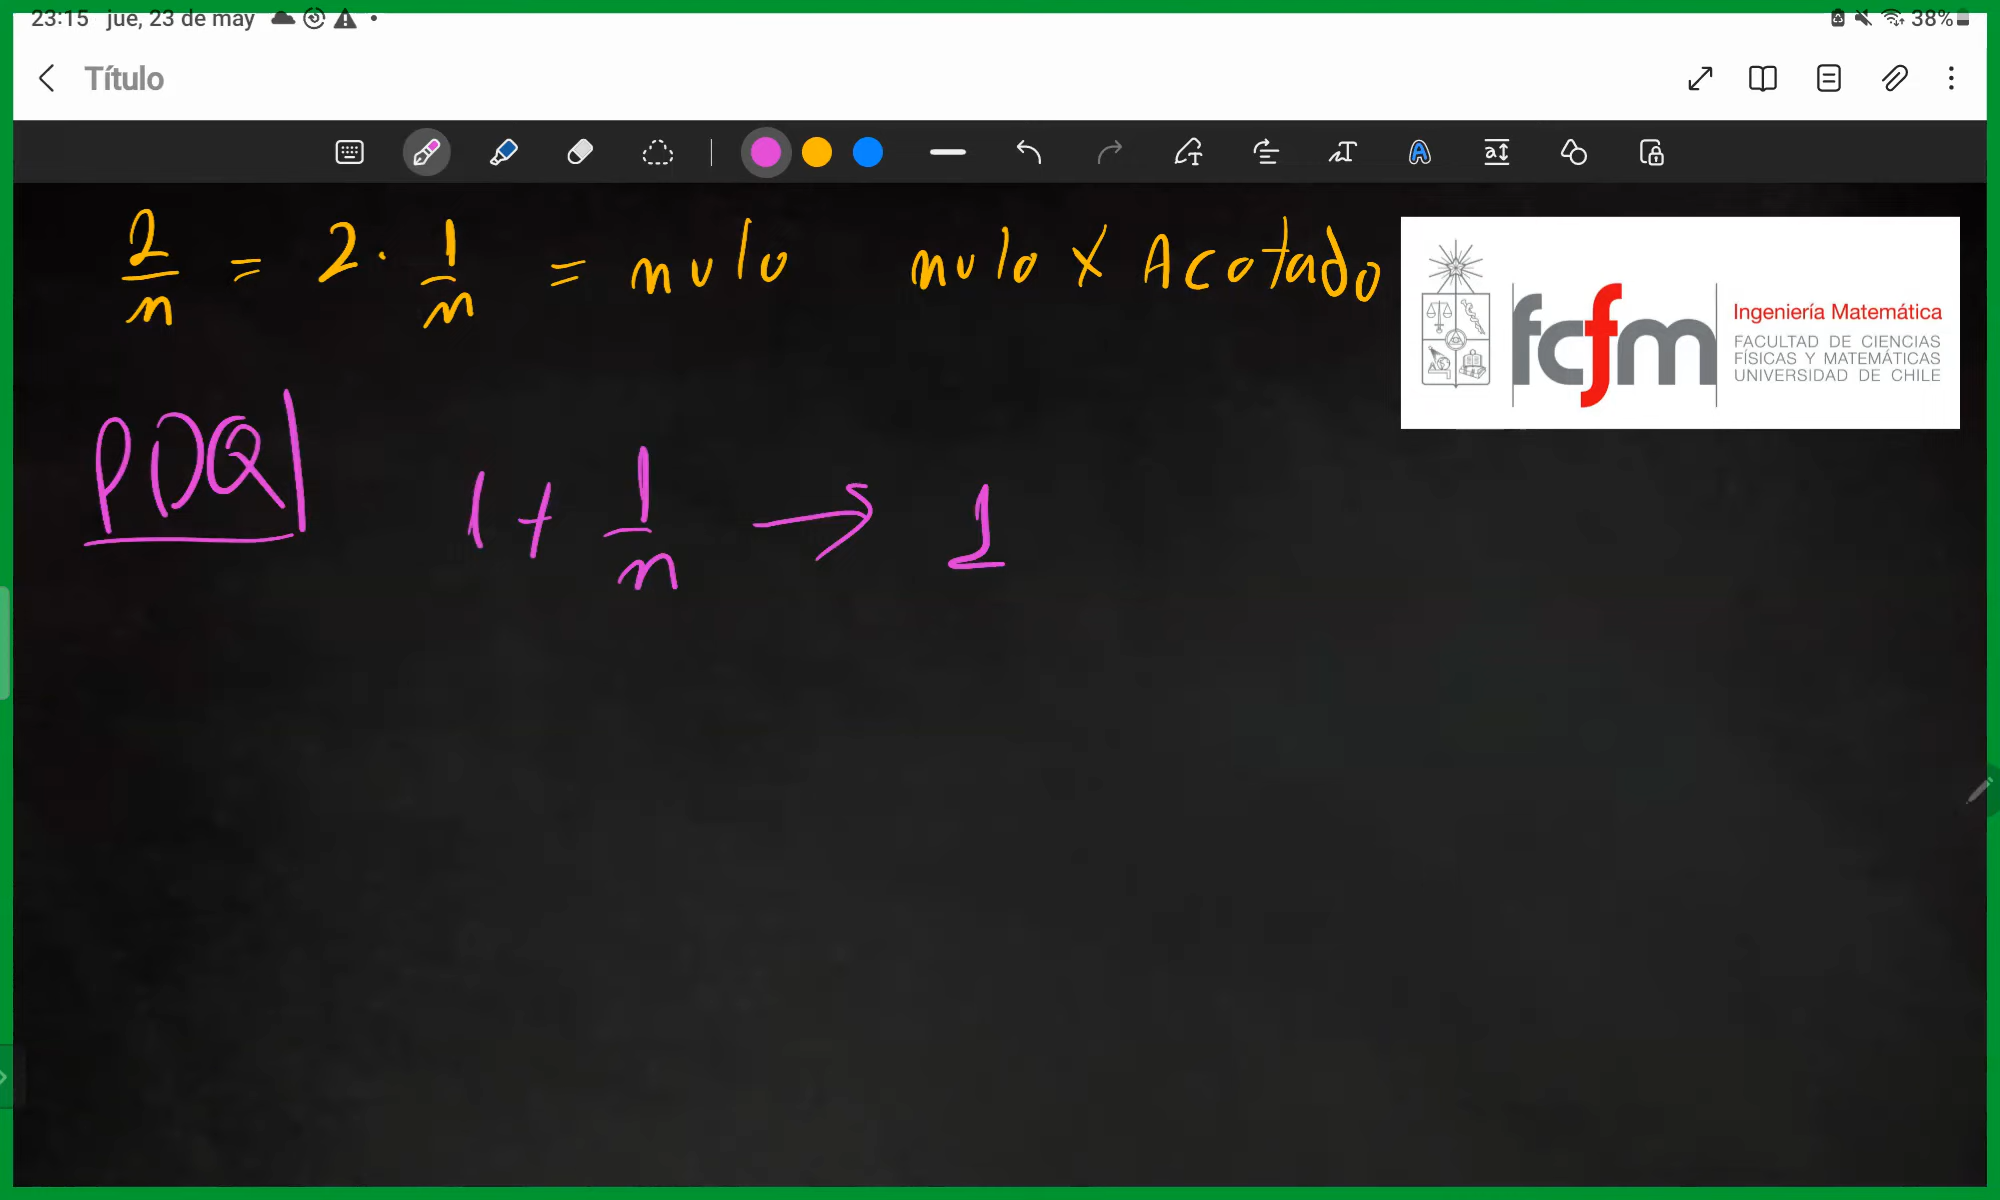 23:15 jue, 23 de may 38%
Título
2/n = 2 · 1/n = nulo nulo x Acotado
fcfm
Ingeniería Matemática
FACULTAD DE CIENCIAS
FÍSICAS Y MATEMÁTICAS
UNIVERSIDAD DE CHILE
PDQ| 1 + 1/n → 1